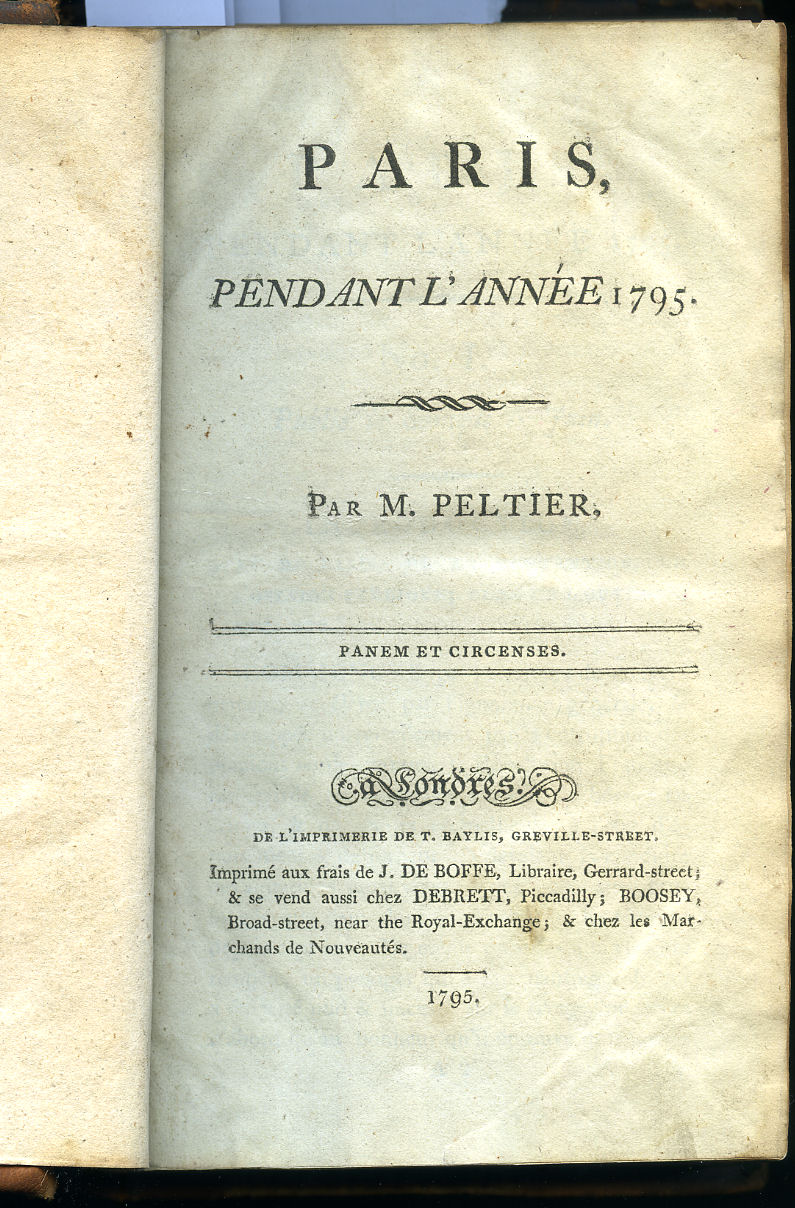 PARIS,
PENDANT L'ANNÉE 1795.
PAR M. PELTIER,
PANEM ET CIRCENSES.
à Londres:
DE L'IMPRIMERIE DE T. BAYLIS, GREVILLE-STREET.
Imprimé aux frais de J. DE BOFFE, Libraire, Gerrard-street;
& se vend aussi chez DEBRETT, Piccadilly; BOOSEY,
Broad-street, near the Royal-Exchange; & chez les Mar-
chands de Nouveautés.
1795.